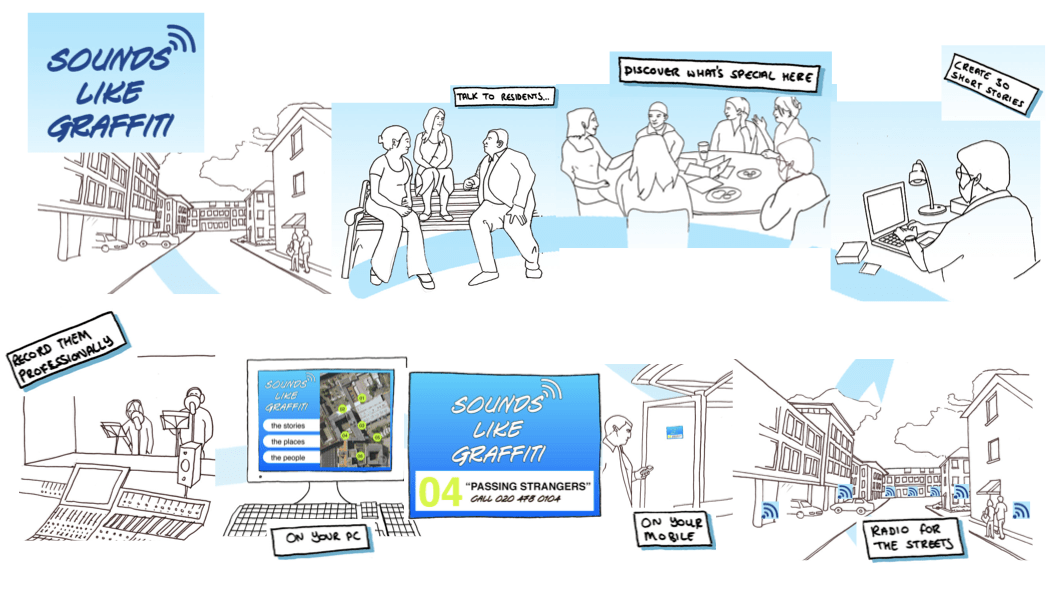 SOUNDS
LIKE
GRAFFITI
TALK TO RESIDENTS...
DISCOVER WHAT'S SPECIAL HERE
CREATE 30
SHORT STORIES
RECORD THEM
PROFESSIONALLY
SOUNDS
LIKE
GRAFFITI
the stories
the places
the people
ON YOUR PC
SOUNDS
LIKE
GRAFFITI
04 "PASSING STRANGERS"
CALL 020 478 0104
ON YOUR
MOBILE
RADIO FOR
THE STREETS